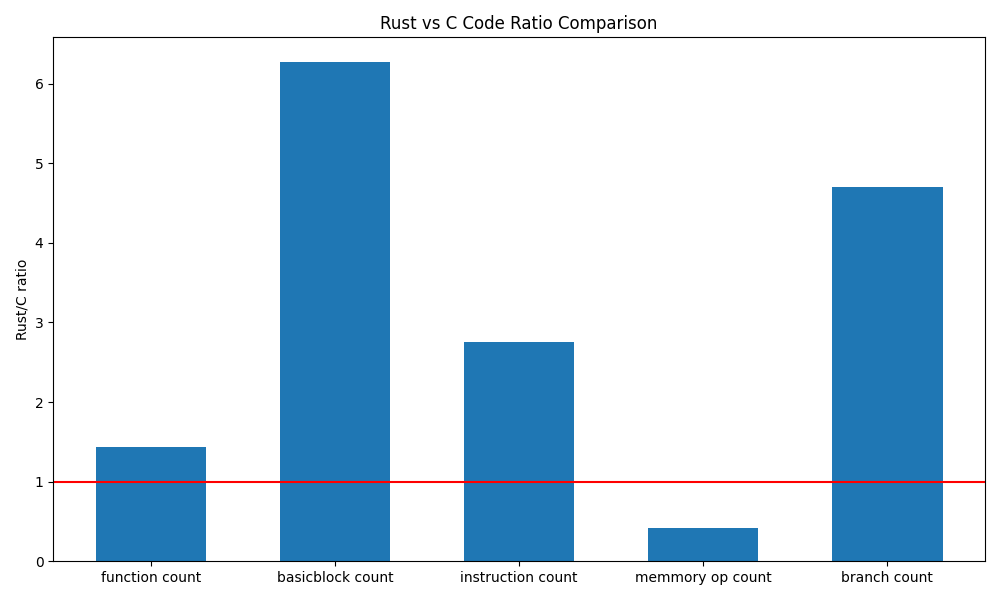 Rust vs C Code Ratio Comparison
Rust/C ratio
6
5
4
3
2
1
0
function count
basicblock count
instruction count
memmory op count
branch count